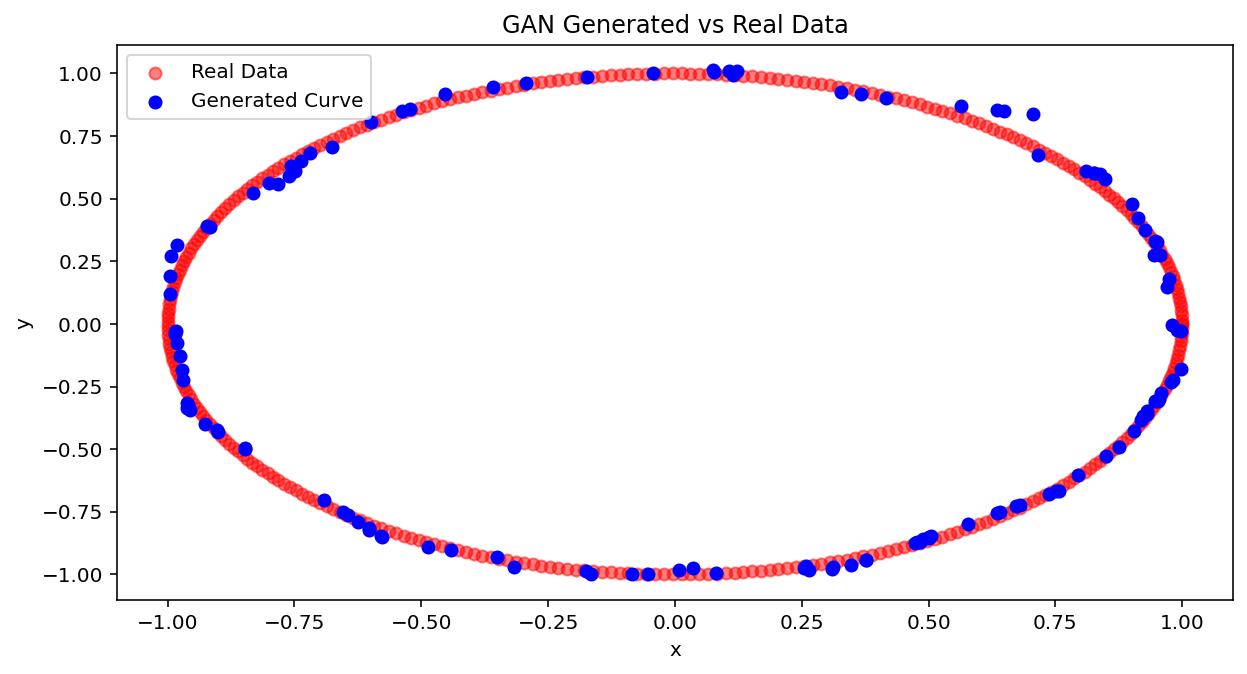 GAN Generated vs Real Data
Real Data
Generated Curve
1.00
0.75
0.50
0.25
0.00
−0.25
−0.50
−0.75
−1.00
y
−1.00 −0.75 −0.50 −0.25 0.00 0.25 0.50 0.75 1.00
x